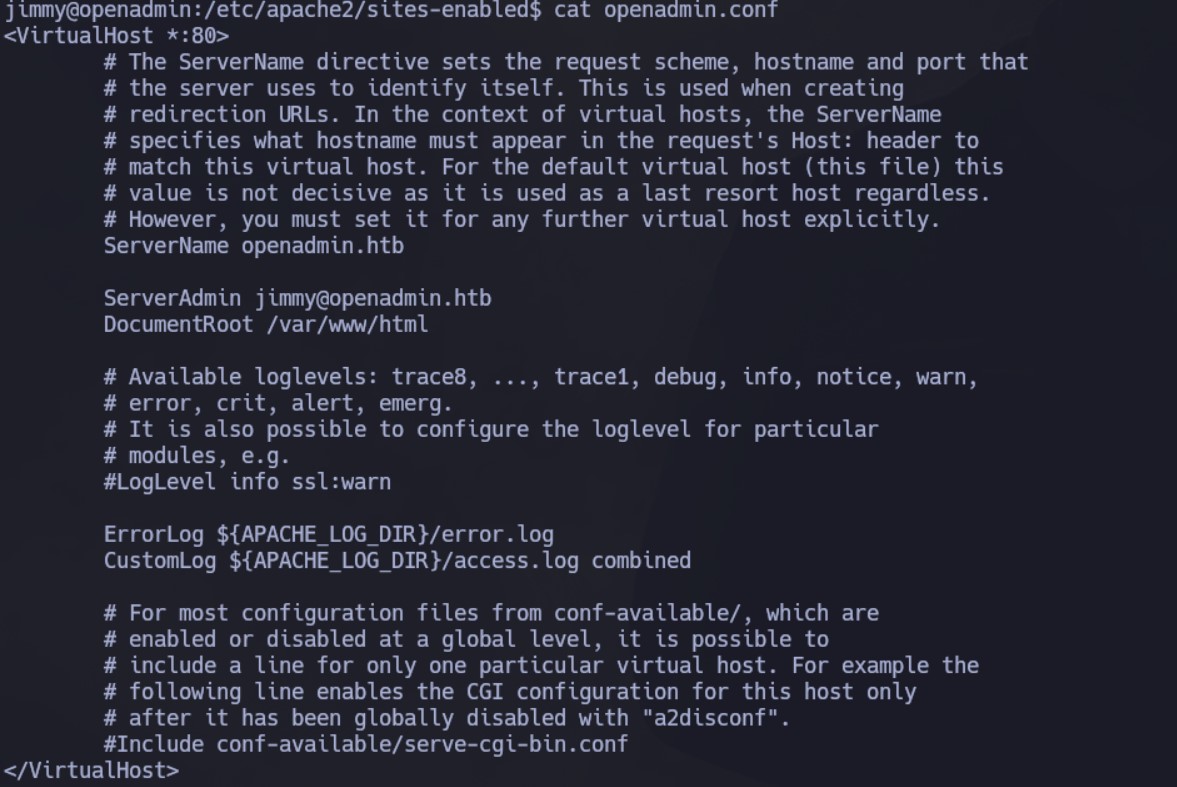 jimmy@openadmin:/etc/apache2/sites-enabled$ cat openadmin.conf
<VirtualHost *:80>
        # The ServerName directive sets the request scheme, hostname and port that
        # the server uses to identify itself. This is used when creating
        # redirection URLs. In the context of virtual hosts, the ServerName
        # specifies what hostname must appear in the request's Host: header to
        # match this virtual host. For the default virtual host (this file) this
        # value is not decisive as it is used as a last resort host regardless.
        # However, you must set it for any further virtual host explicitly.
        ServerName openadmin.htb

        ServerAdmin jimmy@openadmin.htb
        DocumentRoot /var/www/html

        # Available loglevels: trace8, ..., trace1, debug, info, notice, warn,
        # error, crit, alert, emerg.
        # It is also possible to configure the loglevel for particular
        # modules, e.g.
        #LogLevel info ssl:warn

        ErrorLog ${APACHE_LOG_DIR}/error.log
        CustomLog ${APACHE_LOG_DIR}/access.log combined

        # For most configuration files from conf-available/, which are
        # enabled or disabled at a global level, it is possible to
        # include a line for only one particular virtual host. For example the
        # following line enables the CGI configuration for this host only
        # after it has been globally disabled with "a2disconf".
        #Include conf-available/serve-cgi-bin.conf
</VirtualHost>